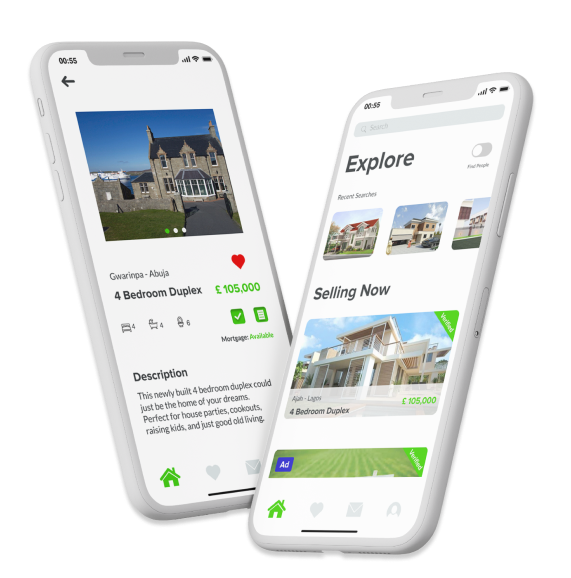 00:55
Gwarinpa - Abuja
4 Bedroom Duplex
£ 105,000
4
4
6
Mortgage: Available
Description
This newly built 4 bedroom duplex could
just be the home of your dreams.
Perfect for house parties, cookouts,
raising kids, and just good old living.
00:55
Search
Explore
Find People
Recent Searches
Selling Now
Verified
Ajah - Lagos
4 Bedroom Duplex
£ 105,000
Ad
Verified